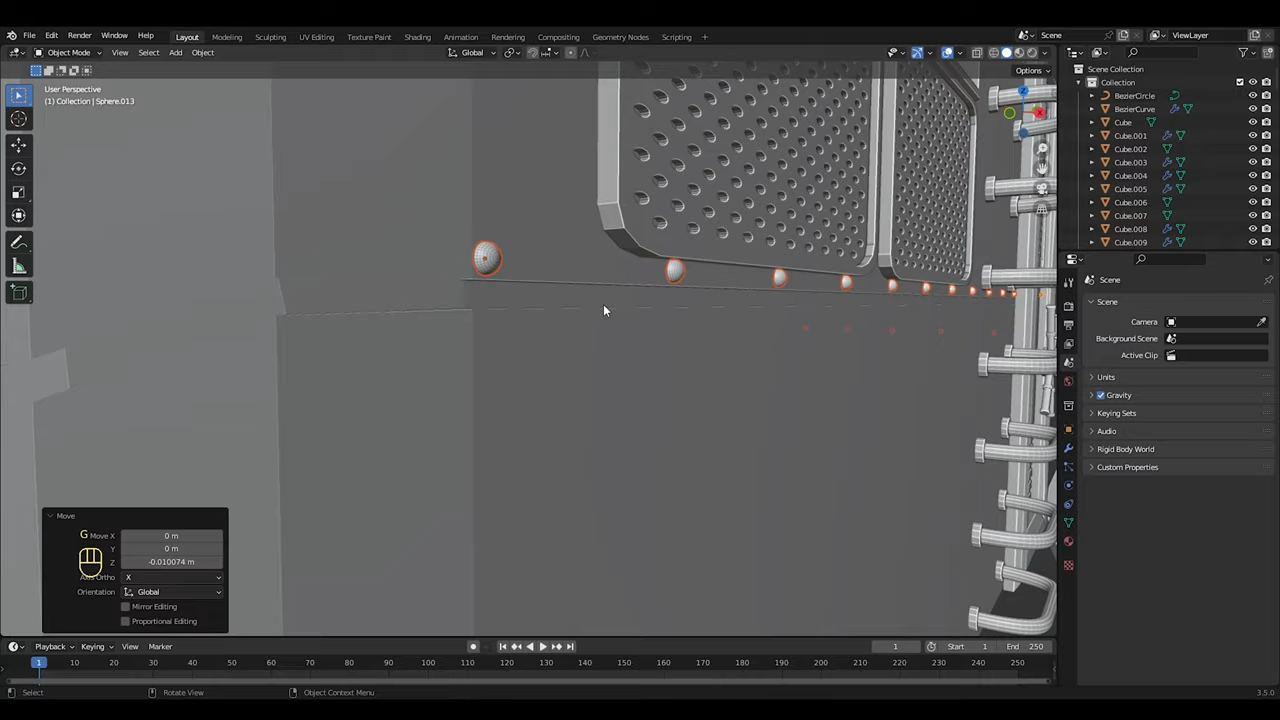 File Edit Render Window Help Layout Modeling Sculpting UV Editing Texture Paint Shading Animation Rendering Compositing Geometry Nodes Scripting + Scene ViewLayer
Object Mode View Select Add Object Global
Options
User Perspective
(1) Collection | Sphere.013
Scene Collection
Collection
BezierCircle
BezierCurve
Cube
Cube.001
Cube.002
Cube.003
Cube.004
Cube.005
Cube.006
Cube.007
Cube.008
Cube.009
Scene
Scene
Camera
Background Scene
Active Clip
Units
Gravity
Keying Sets
Audio
Rigid Body World
Custom Properties
Move
G Move X 0 m
Y 0 m
Z -0.010074 m
Axis Ortho X
Orientation Global
Mirror Editing
Proportional Editing
Playback Keying View Marker 1 Start 1 End 250
1 10 20 30 40 50 60 70 80 90 100 110 120 130 140 150 160 170 180 190 200 210 220 230 240 250
Select Rotate View Object Context Menu 3.5.0